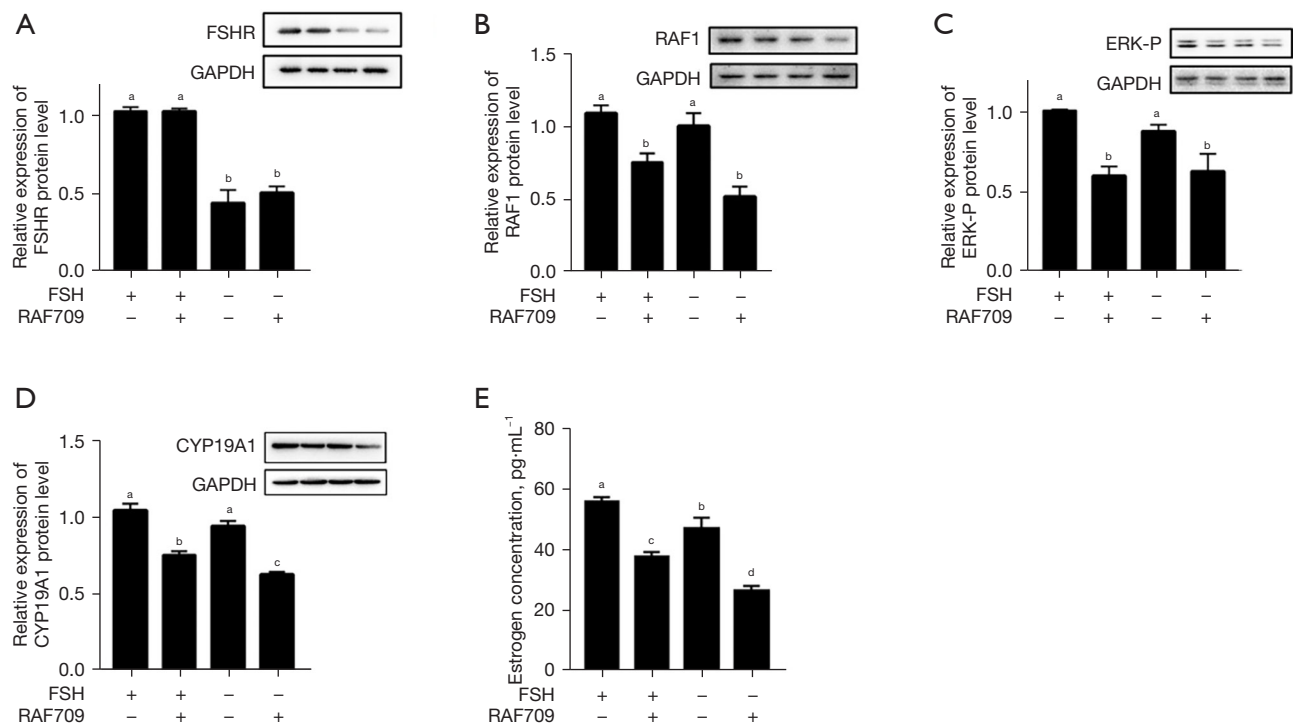 A
FSHR
GAPDH
Relative expression of
FSHR protein level
1.0
0.5
0.0
a
a
b
b
FSH + + – –
RAF709 – + – +
B
RAF1
GAPDH
Relative expression of
RAF1 protein level
1.5
1.0
0.5
0.0
a
b
a
b
FSH + + – –
RAF709 – + – +
C
ERK-P
GAPDH
Relative expression of
ERK-P protein level
1.0
0.5
0.0
a
b
a
b
FSH + + – –
RAF709 – + – +
D
CYP19A1
GAPDH
Relative expression of
CYP19A1 protein level
1.5
1.0
0.5
0.0
a
b
a
c
FSH + + – –
RAF709 – + – +
E
Estrogen concentration, pg·mL⁻¹
80
60
40
20
0
a
c
b
d
FSH + + – –
RAF709 – + – +